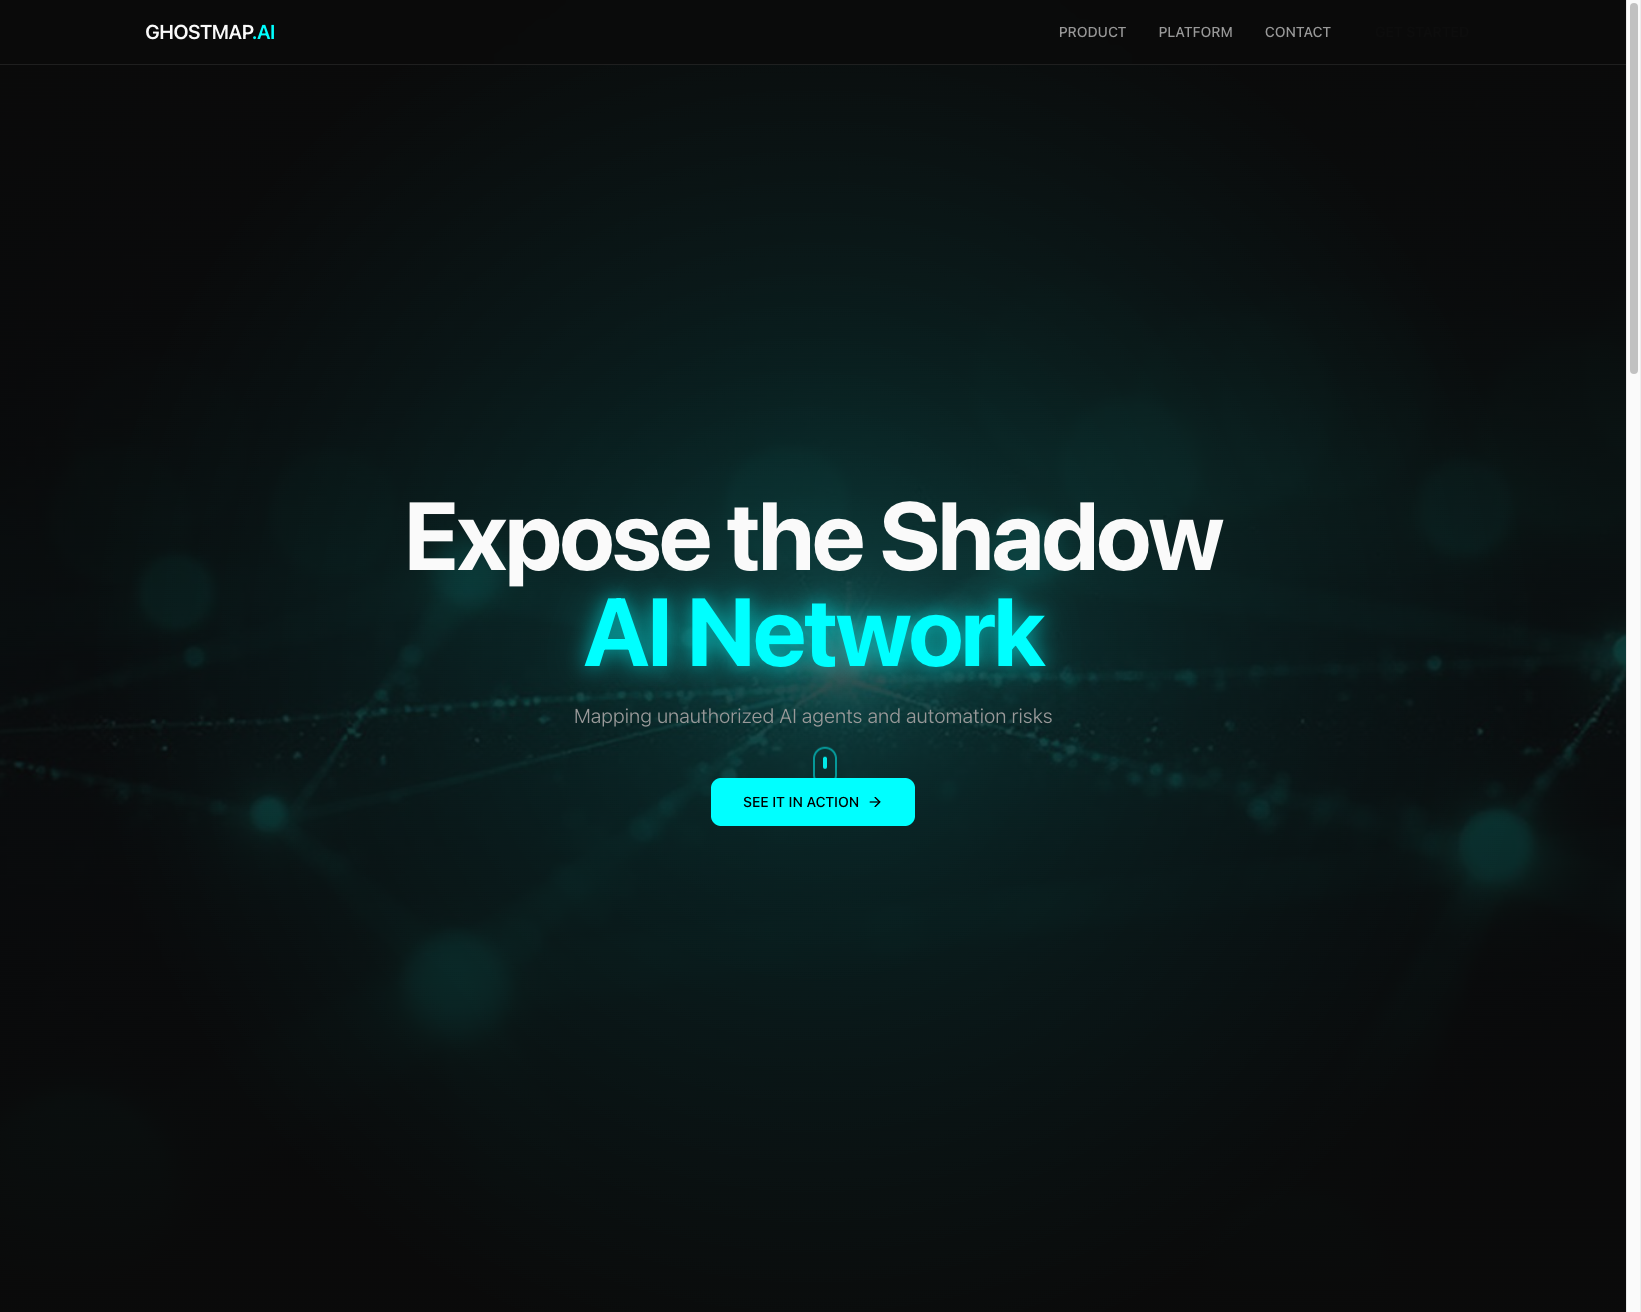 GHOSTMAP.AI
PRODUCT
PLATFORM
CONTACT
Expose the Shadow
AI Network
Mapping unauthorized AI agents and automation risks
SEE IT IN ACTION